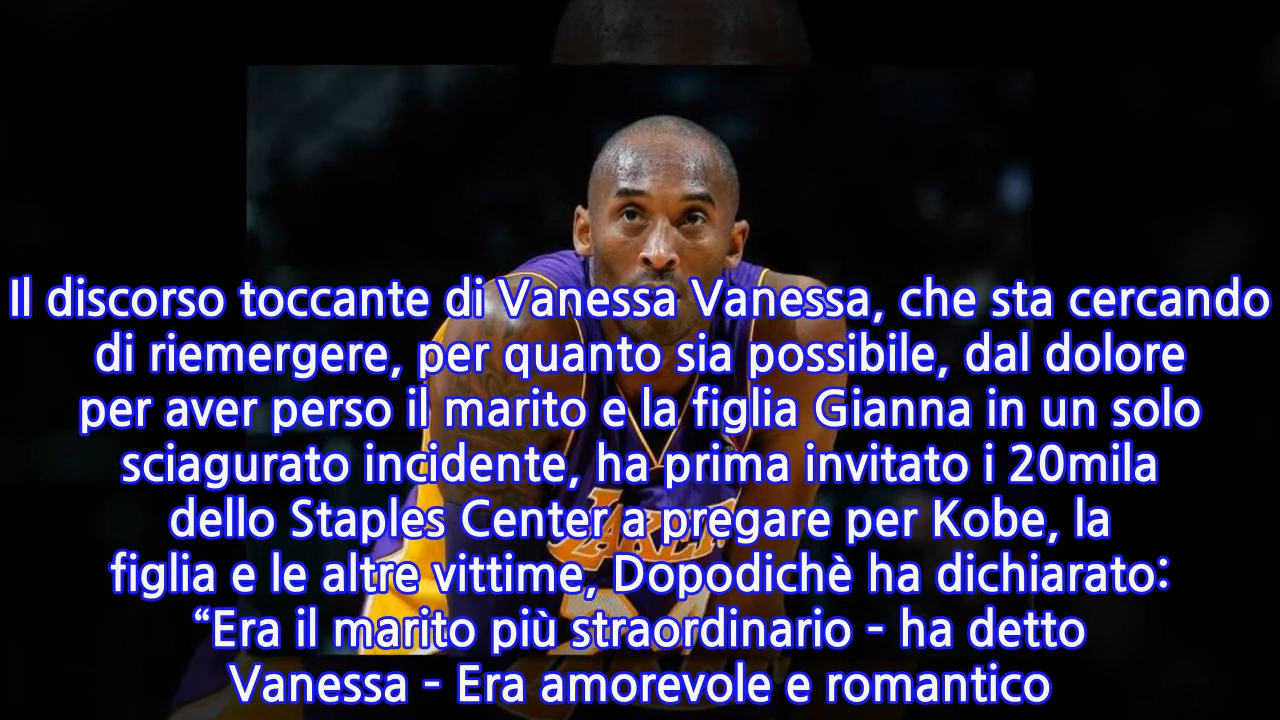 Il discorso toccante di Vanessa Vanessa, che sta cercando
di riemergere, per quanto sia possibile, dal dolore
per aver perso il marito e la figlia Gianna in un solo
sciagurato incidente, ha prima invitato i 20mila
dello Staples Center a pregare per Kobe, la
figlia e le altre vittime, Dopodichè ha dichiarato:
“Era il marito più straordinario - ha detto
Vanessa - Era amorevole e romantico